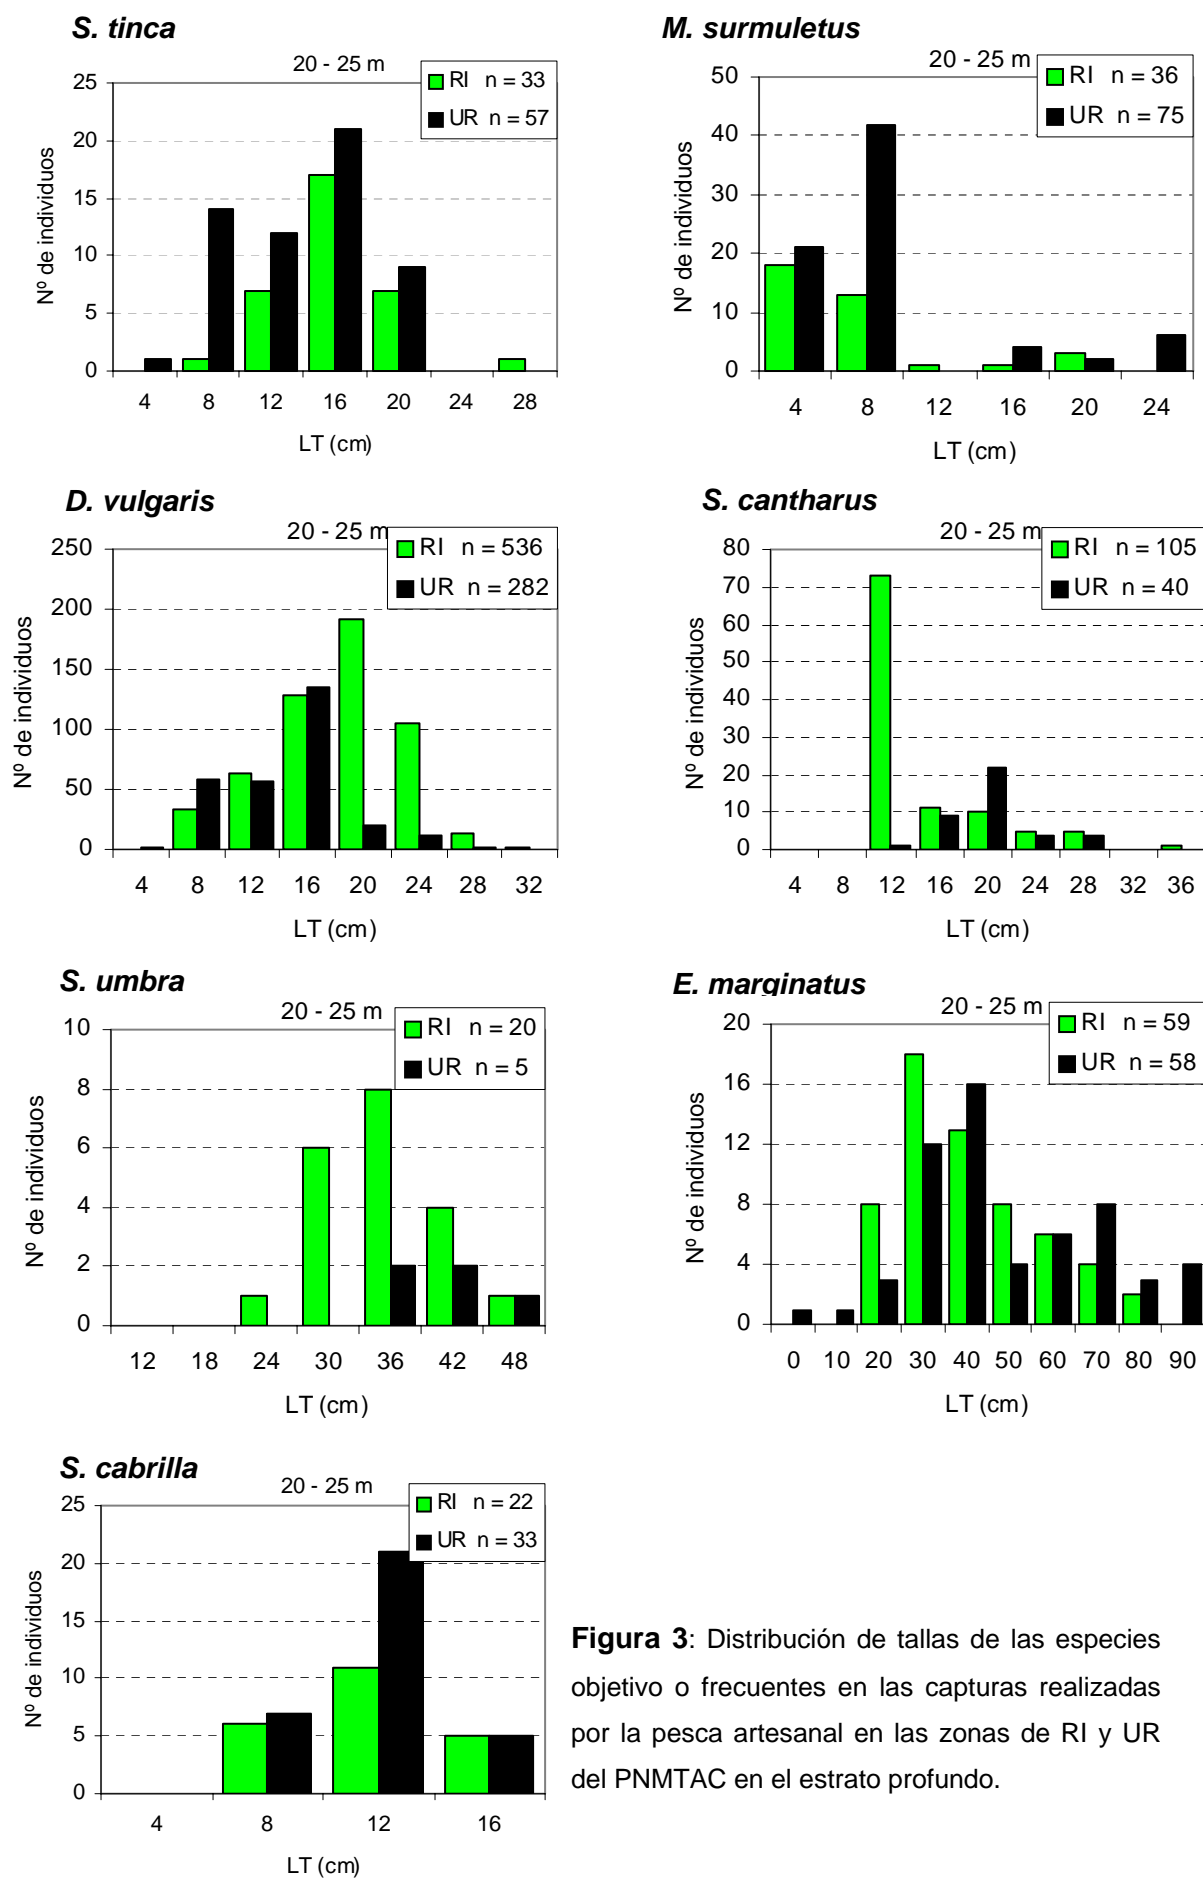 S. tinca
20 - 25 m
RI n = 33
UR n = 57
Nº de individuos
25
20
15
10
5
0
4 8 12 16 20 24 28
LT (cm)
M. surmuletus
20 - 25 m
RI n = 36
UR n = 75
Nº de individuos
50
40
30
20
10
0
4 8 12 16 20 24
LT (cm)
D. vulgaris
20 - 25 m
RI n = 536
UR n = 282
Nº de individuos
250
200
150
100
50
0
4 8 12 16 20 24 28 32
LT (cm)
S. cantharus
20 - 25 m
RI n = 105
UR n = 40
Nº de individuos
80
70
60
50
40
30
20
10
0
4 8 12 16 20 24 28 32 36
LT (cm)
S. umbra
20 - 25 m
RI n = 20
UR n = 5
Nº de individuos
10
8
6
4
2
0
12 18 24 30 36 42 48
LT (cm)
E. marginatus
20 - 25 m
RI n = 59
UR n = 58
Nº de individuos
20
16
12
8
4
0
0 10 20 30 40 50 60 70 80 90
LT (cm)
S. cabrilla
20 - 25 m
RI n = 22
UR n = 33
Nº de individuos
25
20
15
10
5
0
4 8 12 16
LT (cm)
Figura 3: Distribución de tallas de las especies
objetivo o frecuentes en las capturas realizadas
por la pesca artesanal en las zonas de RI y UR
del PNMTAC en el estrato profundo.